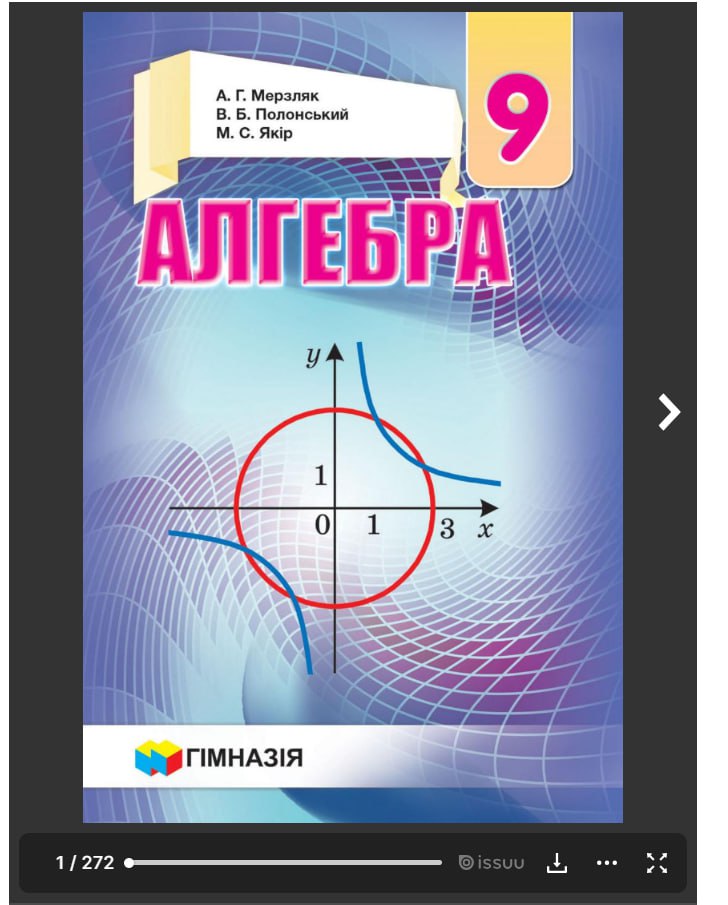 А. Г. Мерзляк
В. Б. Полонський
М. С. Якір
9
АЛГЕБРА
y
1
0 1 3 x
ГІМНАЗІЯ
1 / 272
issuu